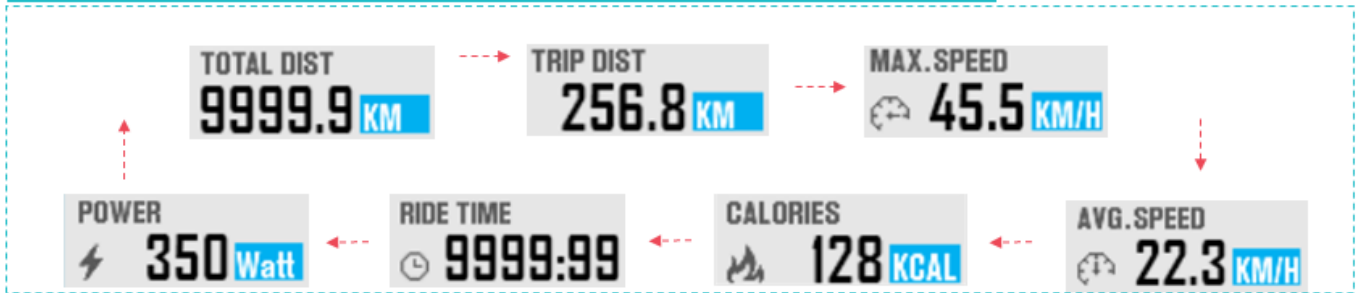 TOTAL DIST
9999.9 KM
TRIP DIST
256.8 KM
MAX.SPEED
45.5 KM/H
AVG.SPEED
22.3 KM/H
CALORIES
128 KCAL
RIDE TIME
9999:99
POWER
350 Watt